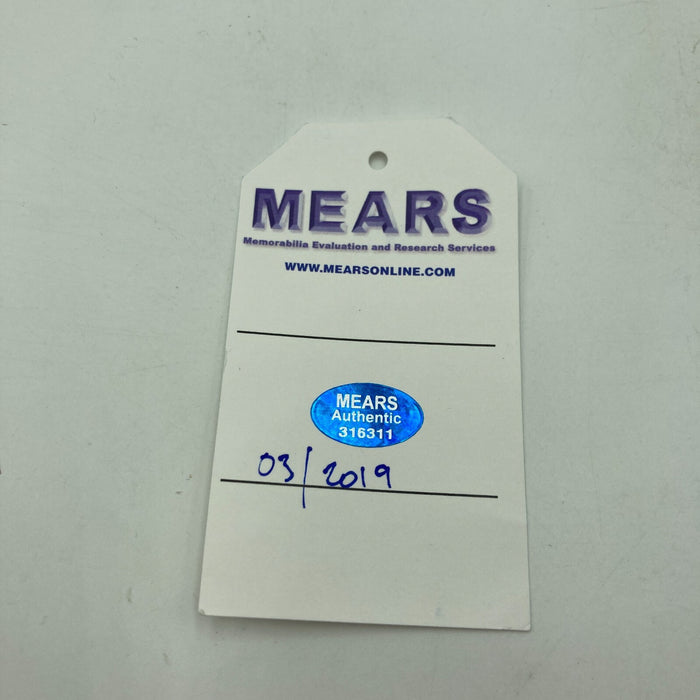 MEARS
Memorabilia Evaluation and Research Services
WWW.MEARSONLINE.COM
MEARS
Authentic
316311
03/2019